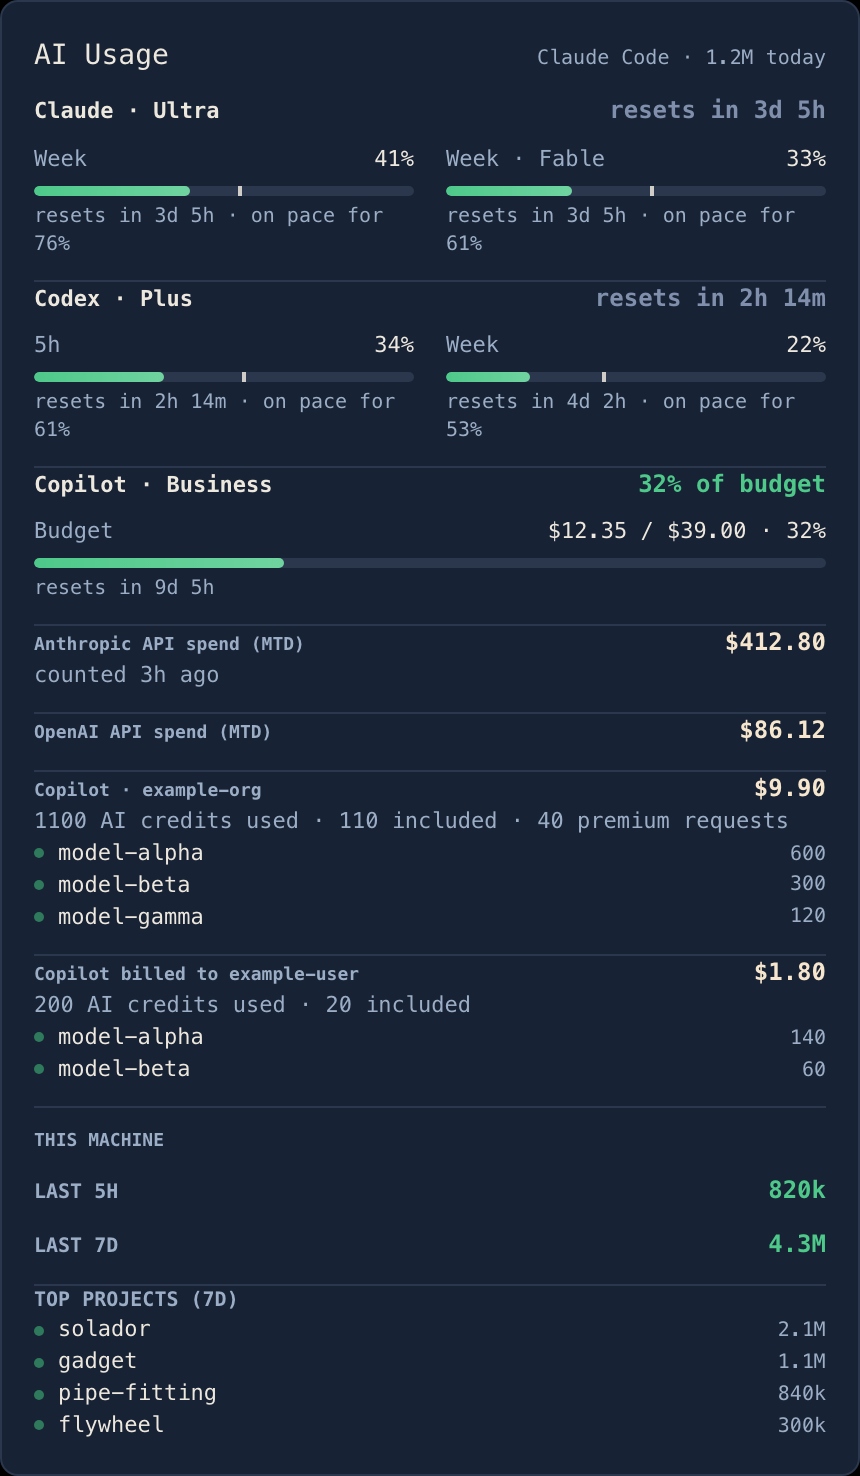 AI Usage
Claude Code · 1.2M today
Claude · Ultra
resets in 3d 5h
Week 41%
resets in 3d 5h · on pace for
76%
Week · Fable 33%
resets in 3d 5h · on pace for
61%
Codex · Plus
resets in 2h 14m
5h 34%
resets in 2h 14m · on pace for
61%
Week 22%
resets in 4d 2h · on pace for
53%
Copilot · Business
32% of budget
Budget
$12.35 / $39.00 · 32%
resets in 9d 5h
Anthropic API spend (MTD) $412.80
counted 3h ago
OpenAI API spend (MTD) $86.12
Copilot · example-org $9.90
1100 AI credits used · 110 included · 40 premium requests
model-alpha 600
model-beta 300
model-gamma 120
Copilot billed to example-user $1.80
200 AI credits used · 20 included
model-alpha 140
model-beta 60
THIS MACHINE
LAST 5H 820k
LAST 7D 4.3M
TOP PROJECTS (7D)
solador 2.1M
gadget 1.1M
pipe-fitting 840k
flywheel 300k